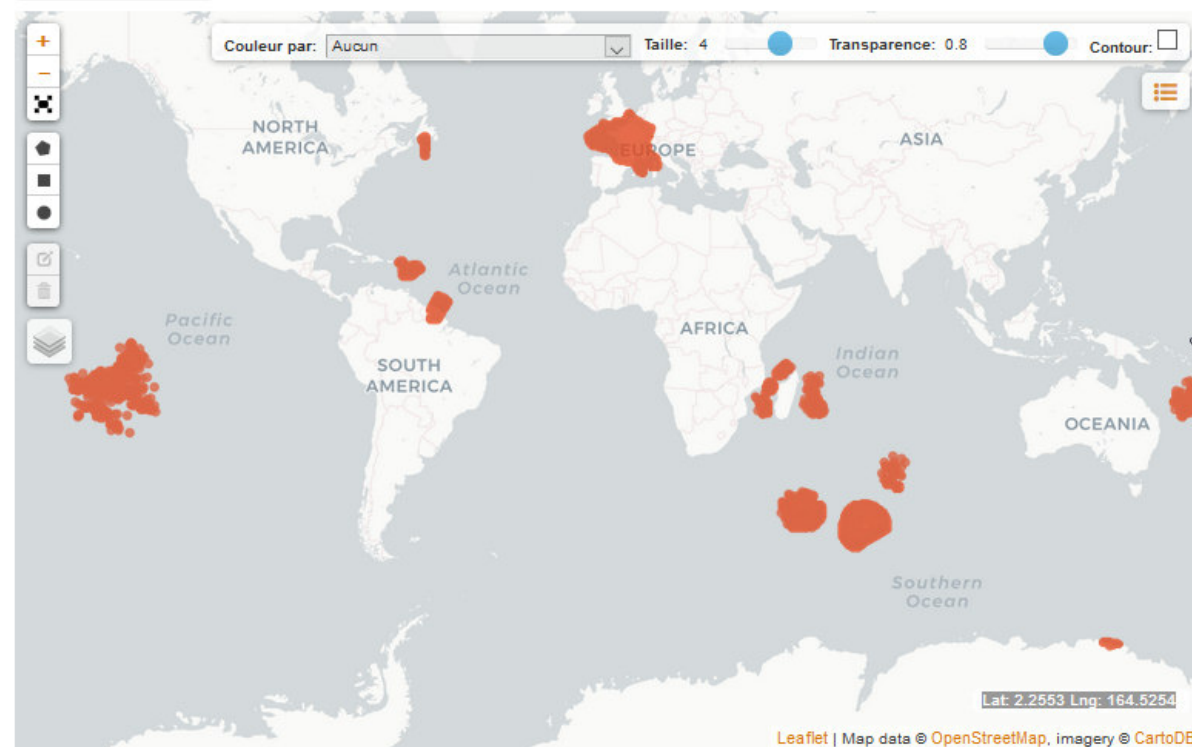 +
Couleur par: Aucun Taille: 4 Transparence: 0.8 Contour:
−
NORTH
AMERICA
EUROPE
ASIA
Atlantic
Ocean
Pacific
Ocean
AFRICA
Indian
Ocean
SOUTH
AMERICA
OCEANIA
Southern
Ocean
Lat: 2.2553 Lng: 164.5254
Leaflet | Map data © OpenStreetMap, imagery © CartoDB